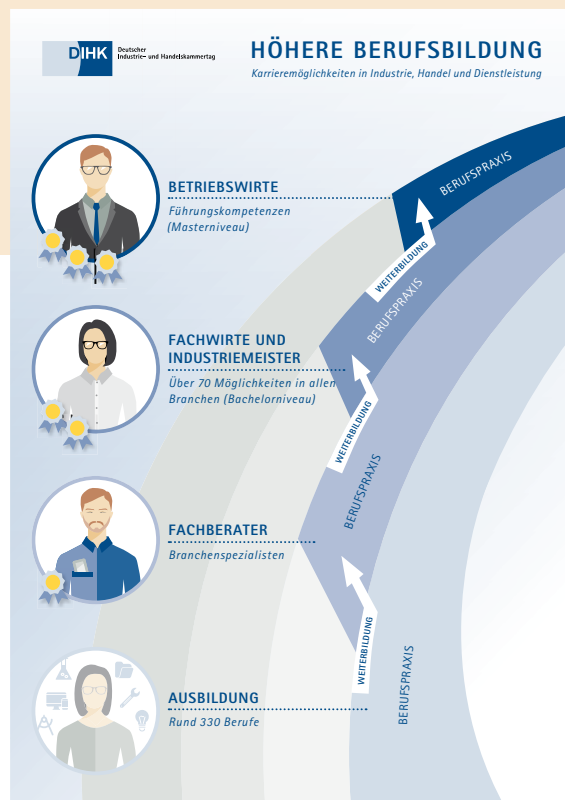 DIHK
Deutscher
Industrie- und Handelskammertag
HÖHERE BERUFSBILDUNG
Karrieremöglichkeiten in Industrie, Handel und Dienstleistung
BERUFSPRAXIS
BETRIEBSWIRTE
Führungskompetenzen
(Masterniveau)
WEITERBILDUNG
BERUFSPRAXIS
FACHWIRTE UND
INDUSTRIEMEISTER
Über 70 Möglichkeiten in allen
Branchen (Bachelorniveau)
WEITERBILDUNG
BERUFSPRAXIS
FACHBERATER
Branchenspezialisten
WEITERBILDUNG
BERUFSPRAXIS
AUSBILDUNG
Rund 330 Berufe